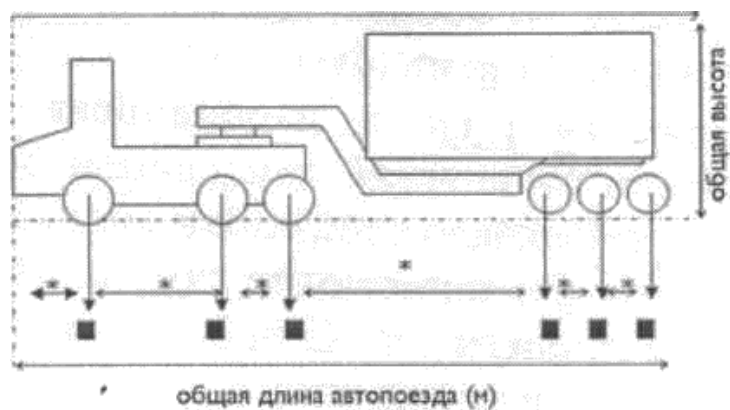 общая высота
* * * * * *
общая длина автопоезда (м)